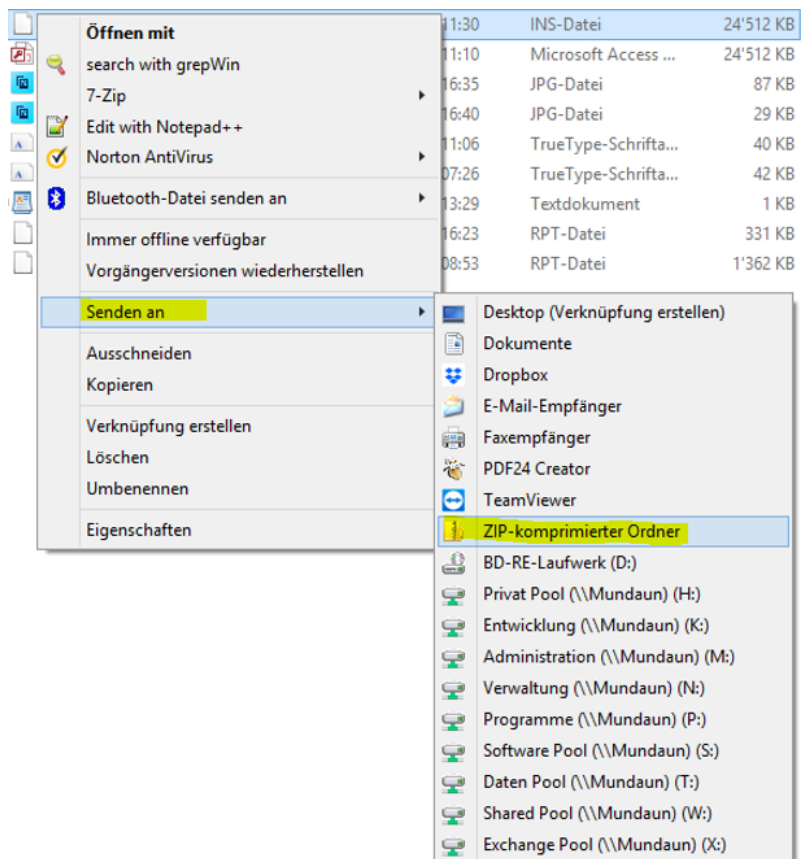 11:30 INS-Datei 24'512 KB
11:10 Microsoft Access ... 24'512 KB
16:35 JPG-Datei 87 KB
16:40 JPG-Datei 29 KB
11:06 TrueType-Schrifta... 40 KB
07:26 TrueType-Schrifta... 42 KB
13:29 Textdokument 1 KB
16:23 RPT-Datei 331 KB
08:53 RPT-Datei 1'362 KB
Öffnen mit
search with grepWin
7-Zip
Edit with Notepad++
Norton AntiVirus
Bluetooth-Datei senden an
Immer offline verfügbar
Vorgängerversionen wiederherstellen
Senden an
Ausschneiden
Kopieren
Verknüpfung erstellen
Löschen
Umbenennen
Eigenschaften
Desktop (Verknüpfung erstellen)
Dokumente
Dropbox
E-Mail-Empfänger
Faxempfänger
PDF24 Creator
TeamViewer
ZIP-komprimierter Ordner
BD-RE-Laufwerk (D:)
Privat Pool (\\Mundaun) (H:)
Entwicklung (\\Mundaun) (K:)
Administration (\\Mundaun) (M:)
Verwaltung (\\Mundaun) (N:)
Programme (\\Mundaun) (P:)
Software Pool (\\Mundaun) (S:)
Daten Pool (\\Mundaun) (T:)
Shared Pool (\\Mundaun) (W:)
Exchange Pool (\\Mundaun) (X:)